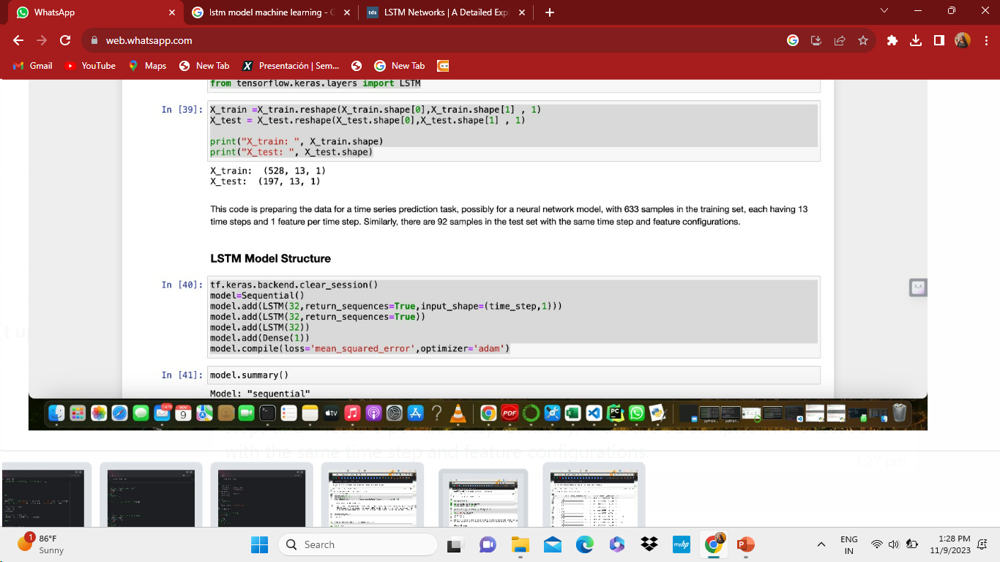 WhatsApp
lstm model machine learning - G
tds LSTM Networks | A Detailed Expl
web.whatsapp.com
Gmail YouTube Maps New Tab Presentación | Sem... New Tab
from tensorflow.keras.layers import LSTM
In [39]: X_train =X_train.reshape(X_train.shape[0],X_train.shape[1] , 1)
X_test = X_test.reshape(X_test.shape[0],X_test.shape[1] , 1)
print("X_train: ", X_train.shape)
print("X_test: ", X_test.shape)
X_train: (528, 13, 1)
X_test: (197, 13, 1)
This code is preparing the data for a time series prediction task, possibly for a neural network model, with 633 samples in the training set, each having 13
time steps and 1 feature per time step. Similarly, there are 92 samples in the test set with the same time step and feature configurations.
LSTM Model Structure
In [40]: tf.keras.backend.clear_session()
model=Sequential()
model.add(LSTM(32,return_sequences=True,input_shape=(time_step,1)))
model.add(LSTM(32,return_sequences=True))
model.add(LSTM(32))
model.add(Dense(1))
model.compile(loss='mean_squared_error',optimizer='adam')
In [41]: model.summary()
Model: "sequential"
NOV
9
tv
PDF
PC
with the same time step and feature configurations.
1:27 pm
1
86°F
Sunny
Search
myhp
ENG
IN
1:28 PM
11/9/2023